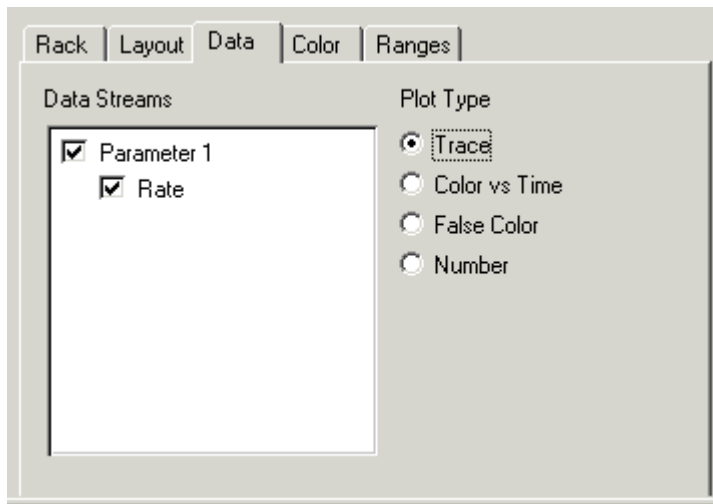 Rack Layout Data Color Ranges
Data Streams
Parameter 1
Rate
Plot Type
Trace
Color vs Time
False Color
Number